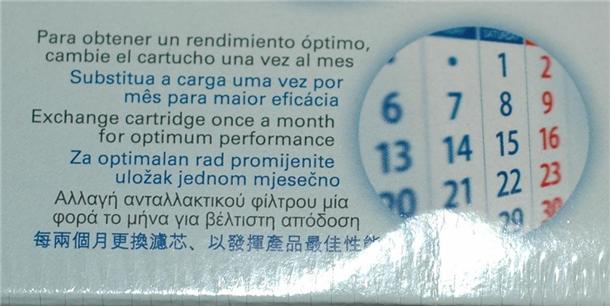 Para obtener un rendimiento óptimo,
cambie el cartucho una vez al mes
Substitua a carga uma vez por
mês para maior eficácia
Exchange cartridge once a month
for optimum performance
Za optimalan rad promijenite
uložak jednom mjesečno
Αλλαγή ανταλλακτικού φίλτρου μία
φορά το μήνα για βέλτιστη απόδοση
每兩個月更換濾芯、以發揮產品最佳性能
SATURDAY
1 2
6 7 8 9
13 14 15 16
20 21 22 23
29 30